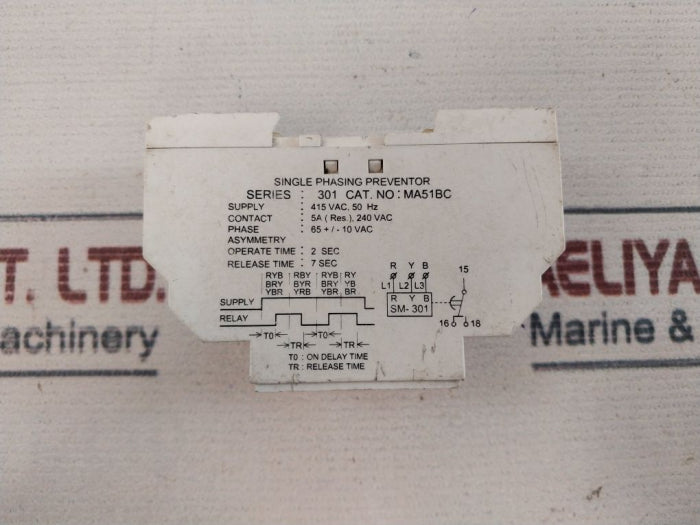 SINGLE PHASING PREVENTOR
SERIES : 301 CAT. NO : MA51BC
SUPPLY : 415 VAC, 50 Hz
CONTACT : 5A ( Res.), 240 VAC
PHASE : 65 + / - 10 VAC
ASYMMETRY
OPERATE TIME : 2 SEC
RELEASE TIME : 7 SEC
RYB RBY RYB RY
BRY BYR BRY YB
YBR YRB YBR BR
SUPPLY
RELAY
T0 T0
TR TR
T0 : ON DELAY TIME
TR : RELEASE TIME
R Y B
L1 L2 L3
R Y B
SM- 301
15
16 18
T. LTD.
achinery
AELIYA
Marine &